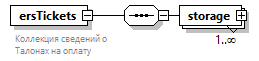 ersTickets
storage
1..∞
Коллекция сведений о
Талонах на оплату